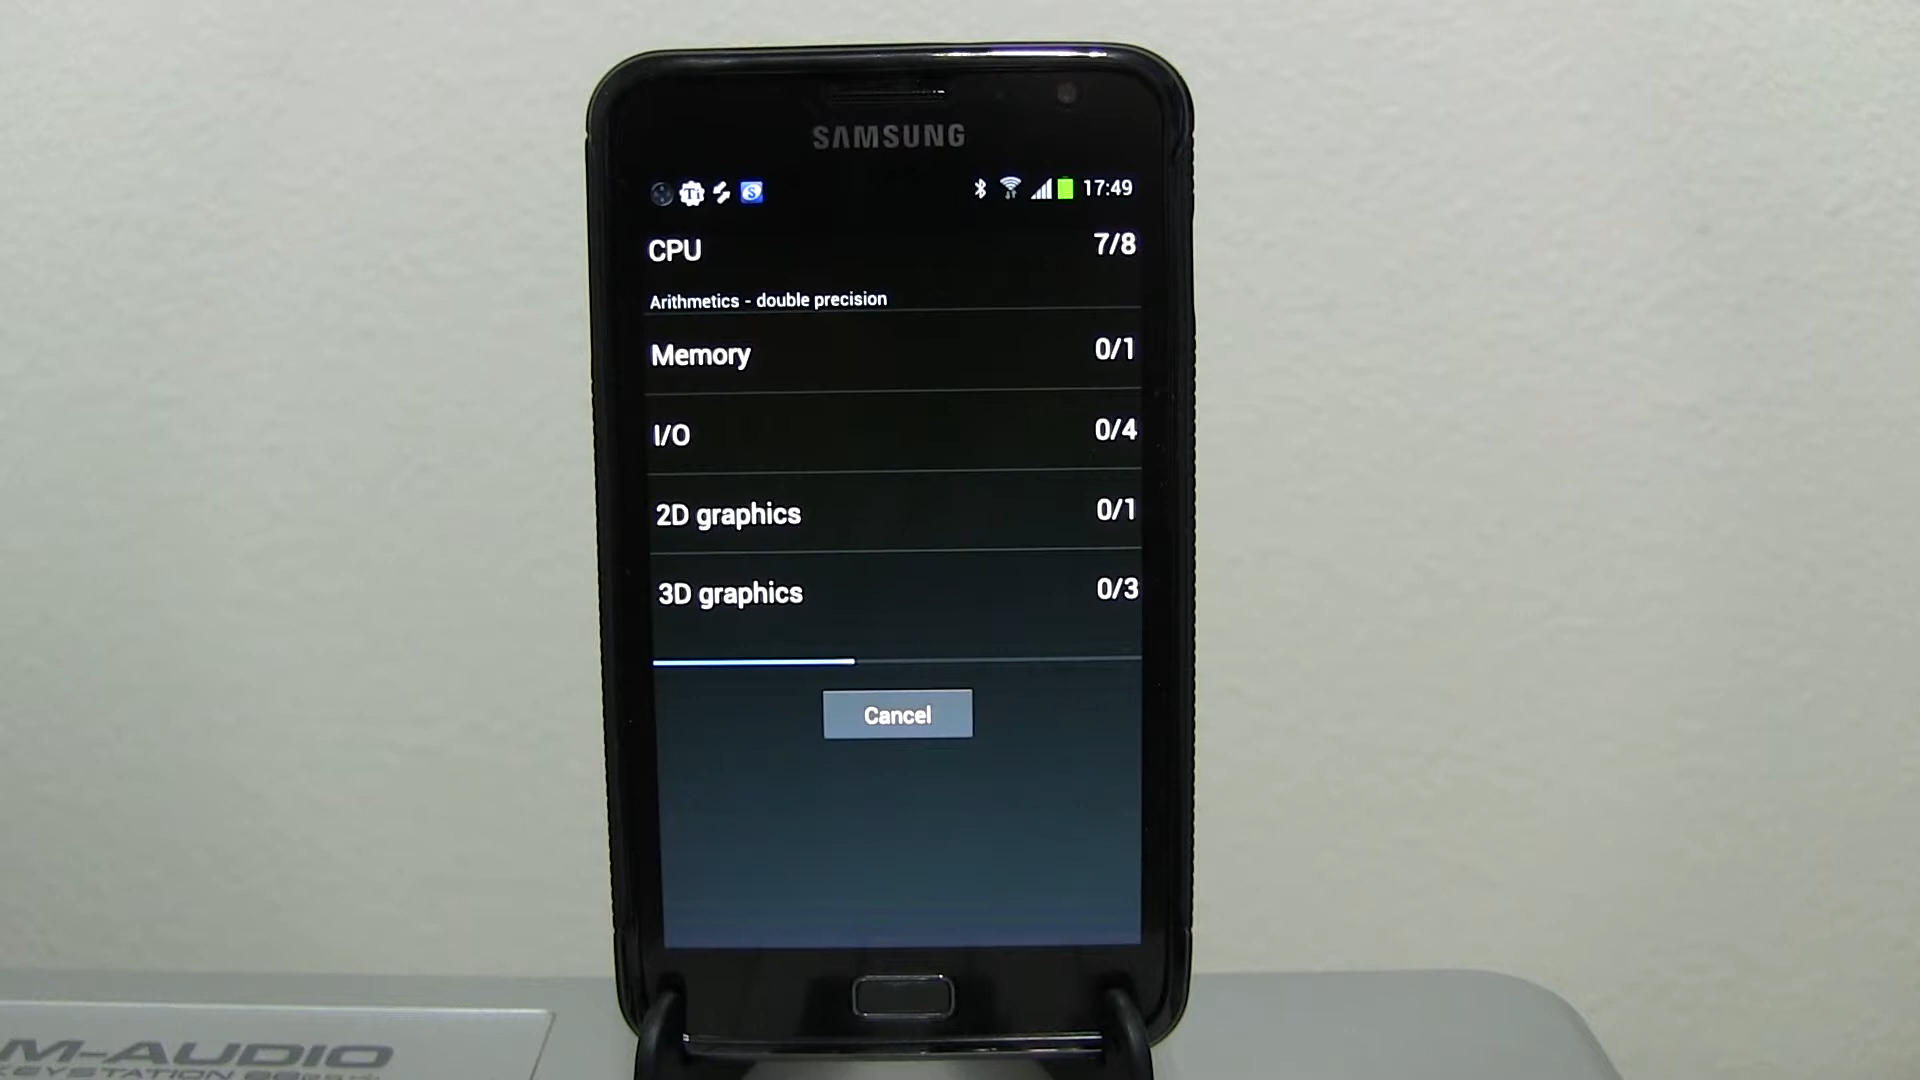 SAMSUNG
17:49
CPU 7/8
Arithmetics - double precision
Memory 0/1
I/O 0/4
2D graphics 0/1
3D graphics 0/3
Cancel
M-AUDIO
KEYSTATION